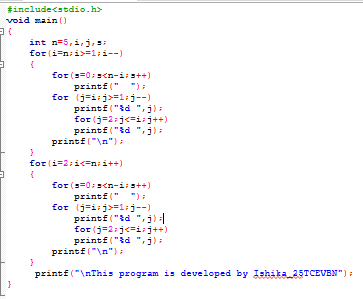 #include<stdio.h>
void main()
{
int n=5,i,j,s;
for(i=n;i>=1;i--)
{
for(s=0;s<n-i;s++)
printf("  ");
for (j=i;j>=1;j--)
printf("%d ",j);
for(j=2;j<=i;j++)
printf("%d ",j);
printf("\n");
}
for(i=2;i<=n;i++)
{
for(s=0;s<n-i;s++)
printf("  ");
for (j=i;j>=1;j--)
printf("%d ",j);
for(j=2;j<=i;j++)
printf("%d ",j);
printf("\n");
}
printf("\nThis program is developed by Ishika_25TCEVBN");
}